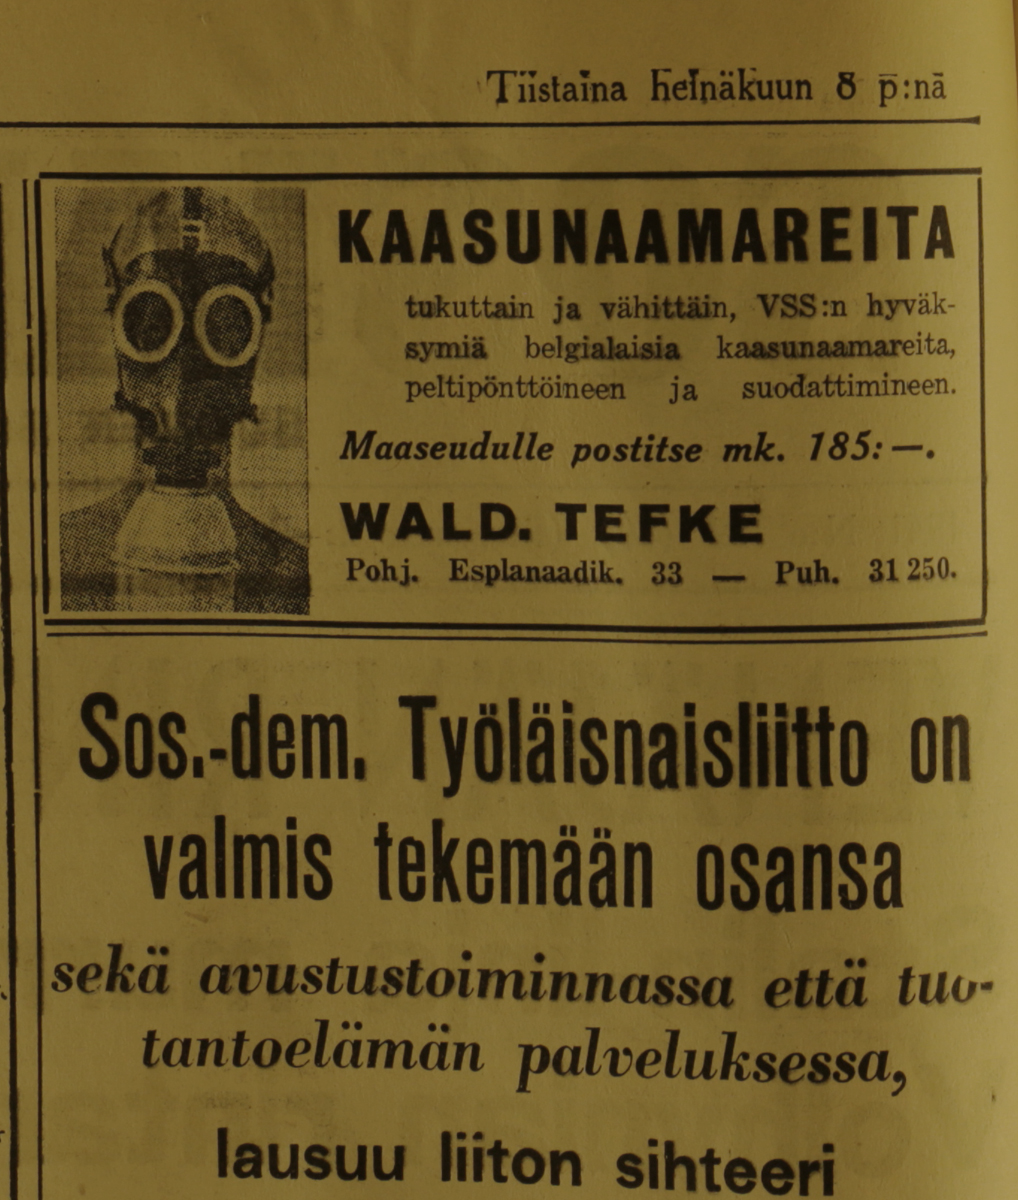 Tiistaina heinäkuun 8 p:nä
KAASUNAAMAREITA
tukuttain ja vähittäin, VSS:n hyväk-
symiä belgialaisia kaasunaamareita,
peltipönttöineen ja suodattimineen.
Maaseudulle postitse mk. 185: —.
WALD. TEFKE
Pohj. Esplanaadik. 33 — Puh. 31 250.
Sos.-dem. Työläisnaisliitto on
valmis tekemään osansa
sekä avustustoiminnassa että tuo-
tantoelämän palveluksessa,
lausuu liiton sihteeri